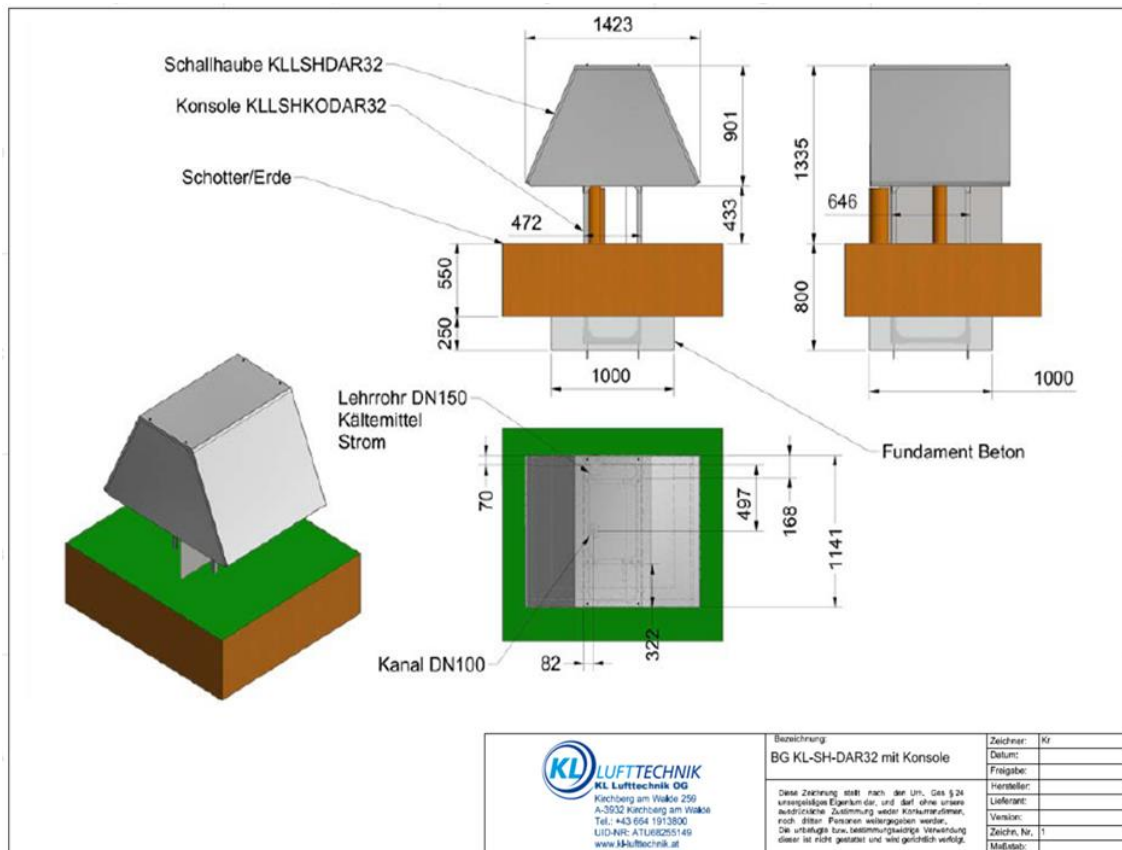 1423
Schallhaube KLLSHDAR32
Konsole KLLSHKODAR32
Schotter/Erde
901
433
472
550
250
1000
1335
646
800
1000
Lehrrohr DN150
Kältemittel
Strom
Fundament Beton
70
497
168
1141
322
82
Kanal DN100
KL LUFTTECHNIK
KL Lufttechnik OG
Kirchberg am Walde 259
A-3932 Kirchberg am Walde
Tel.: +43 664 1913800
UID-NR: ATU68255149
www.kl-lufttechnik.at
Bezeichnung:
BG KL-SH-DAR32 mit Konsole
Diese Zeichnung stellt nach den Urh. Ges § 24
unsergeistiges Eigentum dar, und darf ohne unsere
ausdrückliche Zustimmung weder Konkurrenzfirmen,
noch dritter Personen weitergegeben werden.
Die unbefugte bzw. bestimmungswidrige Verwendung
dieser ist nicht gestattet und wird gerichtlich verfolgt.
Zeichner: Kr
Datum:
Freigabe:
Hersteller:
Lieferant:
Version:
Zeichn. Nr. 1
Maßstab: